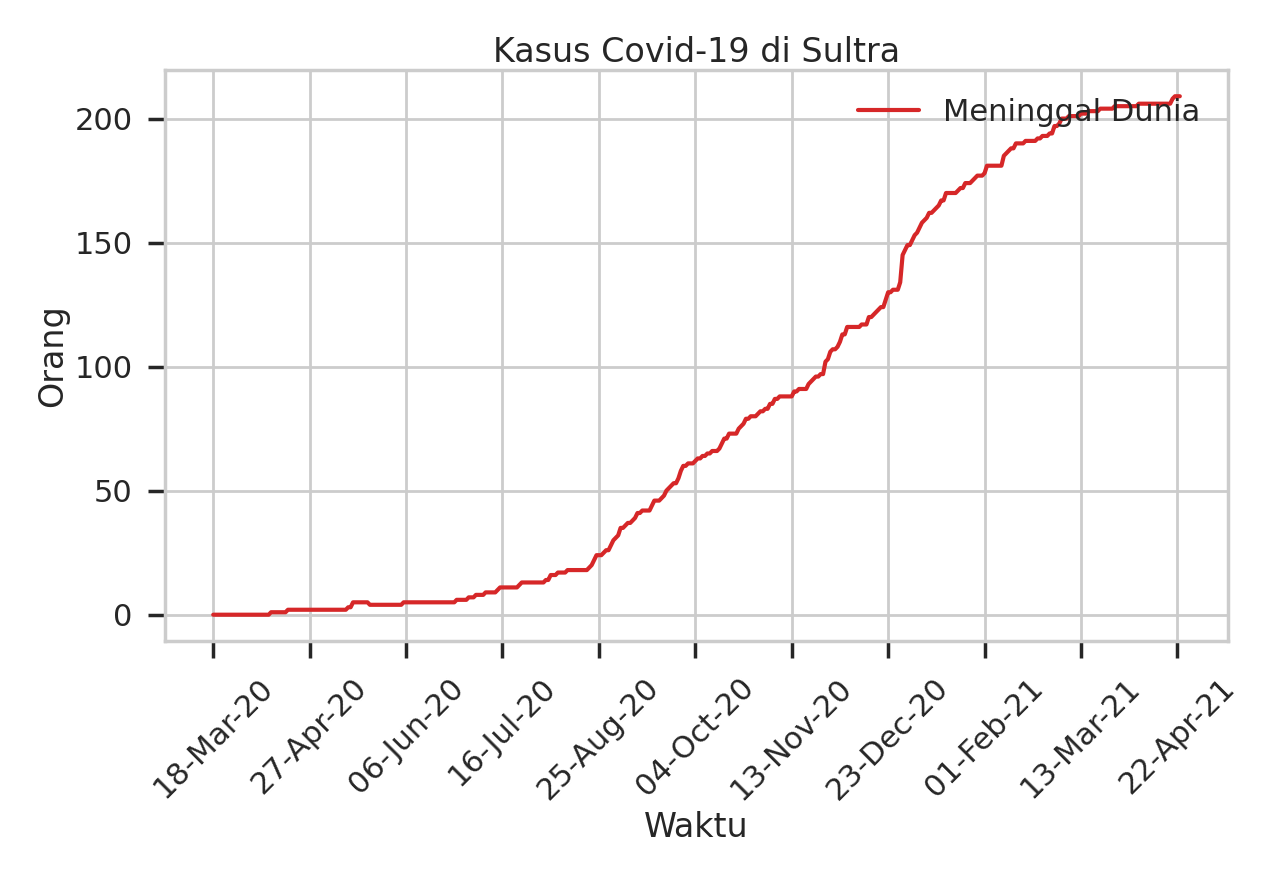 Kasus Covid-19 di Sultra
Meninggal Dunia
Orang
200
150
100
50
0
18-Mar-20
27-Apr-20
06-Jun-20
16-Jul-20
25-Aug-20
04-Oct-20
13-Nov-20
23-Dec-20
01-Feb-21
13-Mar-21
22-Apr-21
Waktu